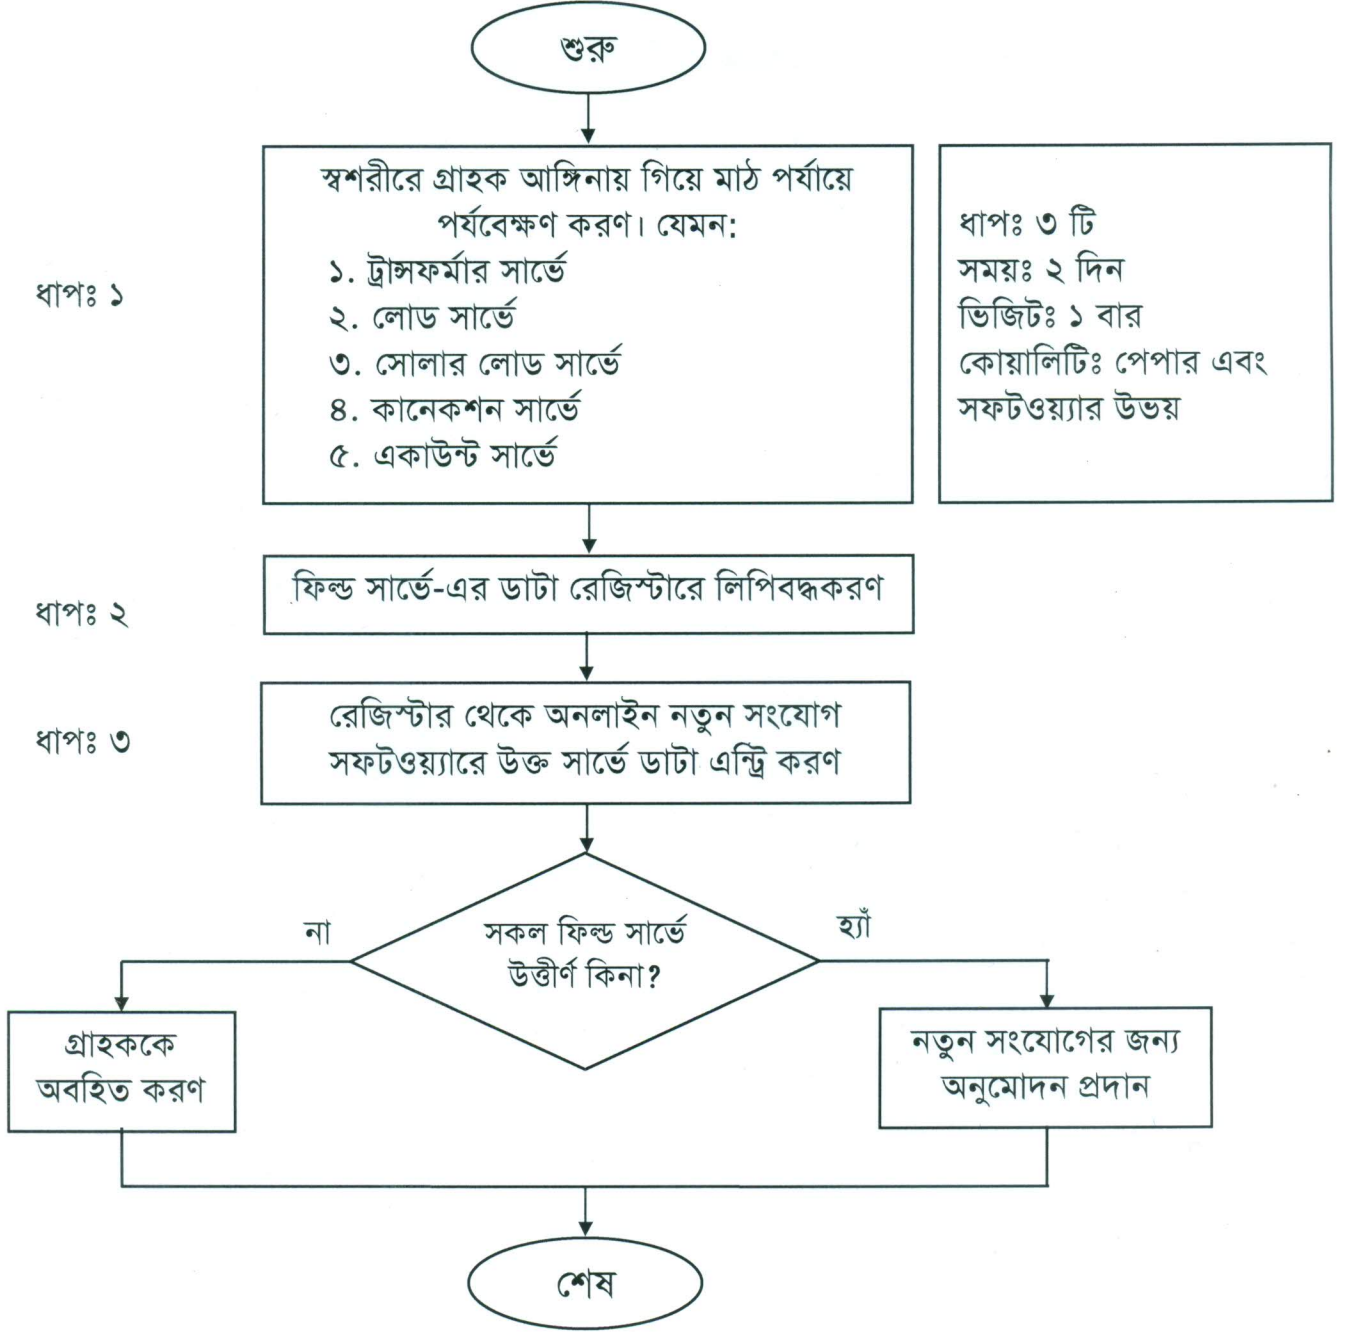 শুরু
স্বশরীরে গ্রাহক আঙ্গিনায় গিয়ে মাঠ পর্যায়ে
পর্যবেক্ষণ করণ। যেমন:
১. ট্রান্সফর্মার সার্ভে
২. লোড সার্ভে
৩. সোলার লোড সার্ভে
৪. কানেকশন সার্ভে
৫. একাউন্ট সার্ভে
ধাপঃ ১
ধাপঃ ৩ টি
সময়ঃ ২ দিন
ভিজিটঃ ১ বার
কোয়ালিটিঃ পেপার এবং
সফটওয়্যার উভয়
ধাপঃ ২
ফিল্ড সার্ভে-এর ডাটা রেজিস্টারে লিপিবদ্ধকরণ
ধাপঃ ৩
রেজিস্টার থেকে অনলাইন নতুন সংযোগ
সফটওয়্যারে উক্ত সার্ভে ডাটা এন্ট্রি করণ
না
সকল ফিল্ড সার্ভে
উত্তীর্ণ কিনা?
হ্যাঁ
গ্রাহককে
অবহিত করণ
নতুন সংযোগের জন্য
অনুমোদন প্রদান
শেষ